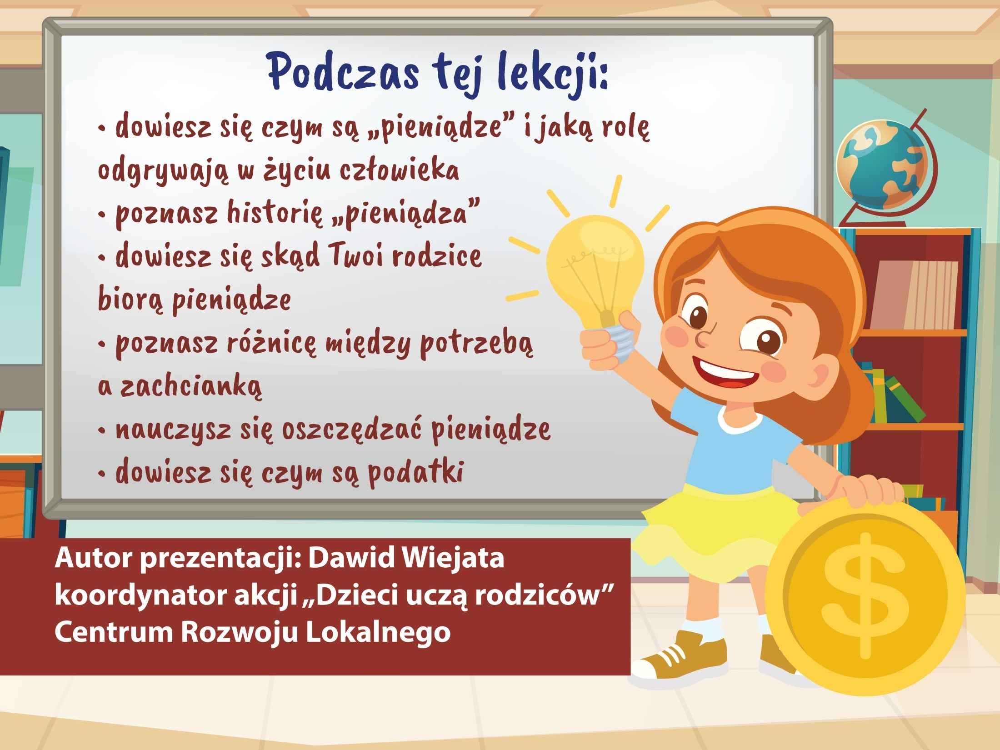 Podczas tej lekcji:
• dowiesz się czym są „pieniądze” i jaką rolę
odgrywają w życiu człowieka
• poznasz historię „pieniądza”
• dowiesz się skąd Twoi rodzice
biorą pieniądze
• poznasz różnicę między potrzebą
a zachcianką
• nauczysz się oszczędzać pieniądze
• dowiesz się czym są podatki
Autor prezentacji: Dawid Wiejata
koordynator akcji „Dzieci uczą rodziców”
Centrum Rozwoju Lokalnego
$